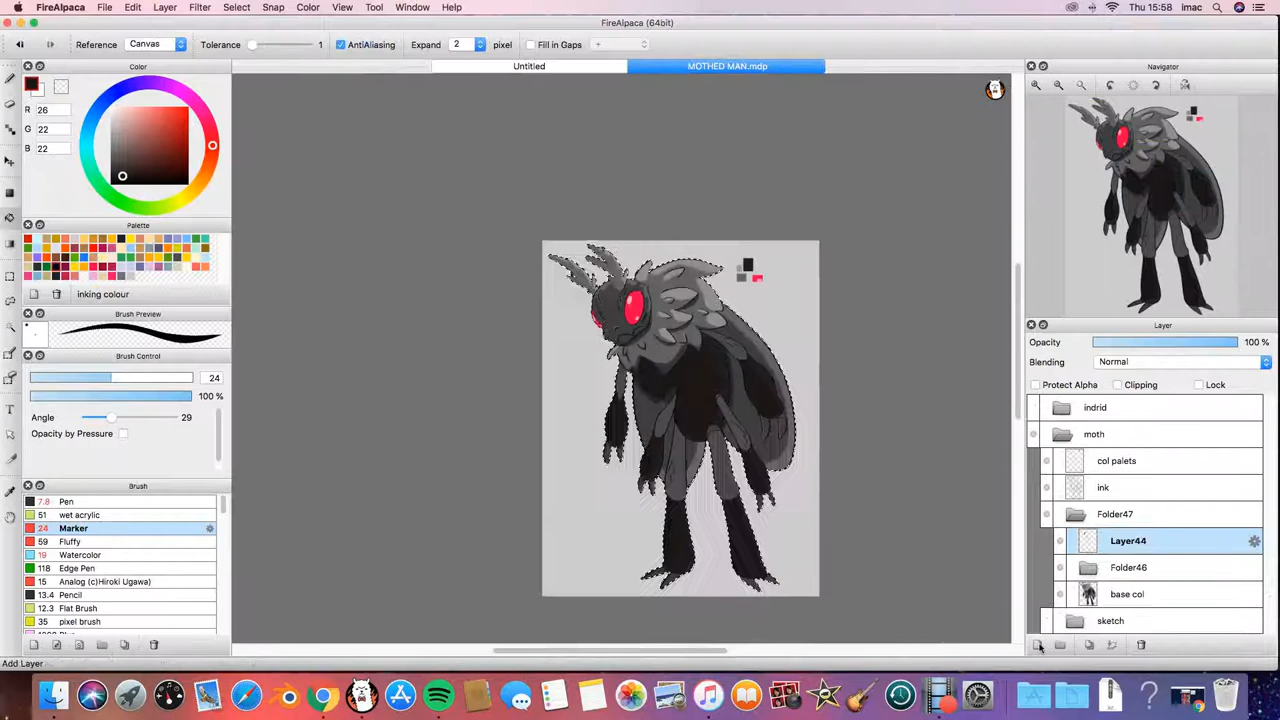 FireAlpaca File Edit Layer Filter Select Snap Color View Tool Window Help Thu 15:58 imac
FireAlpaca (64bit)
Reference Canvas Tolerance 1 AntiAliasing Expand 2 pixel Fill in Gaps +
Untitled MOTHED MAN.mdp
Color
R 26
G 22
B 22
Palette
inking colour
Brush Preview
Brush Control
24
100 %
Angle 29
Opacity by Pressure
Brush
7.8 Pen
51 wet acrylic
24 Marker
59 Fluffy
19 Watercolor
118 Edge Pen
15 Analog (c)Hiroki Ugawa)
13.4 Pencil
12.3 Flat Brush
35 pixel brush
Add Layer
Navigator
Layer
Opacity 100 %
Blending Normal
Protect Alpha Clipping Lock
indrid
moth
col palets
ink
Folder47
Layer44
Folder46
base col
sketch